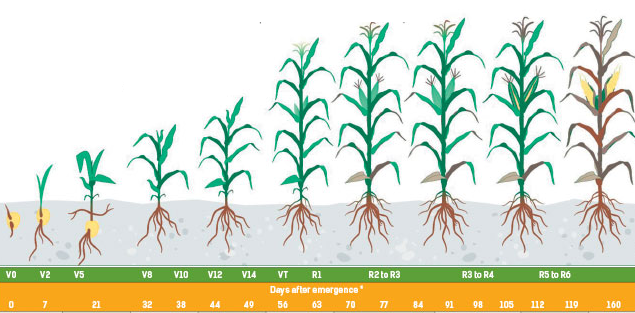 V0 V2 V5 V8 V10 V12 V14 VT R1 R2 to R3 R3 to R4 R5 to R6
Days after emergence *
0 7 21 32 38 44 49 56 63 70 77 84 91 98 105 112 119 160